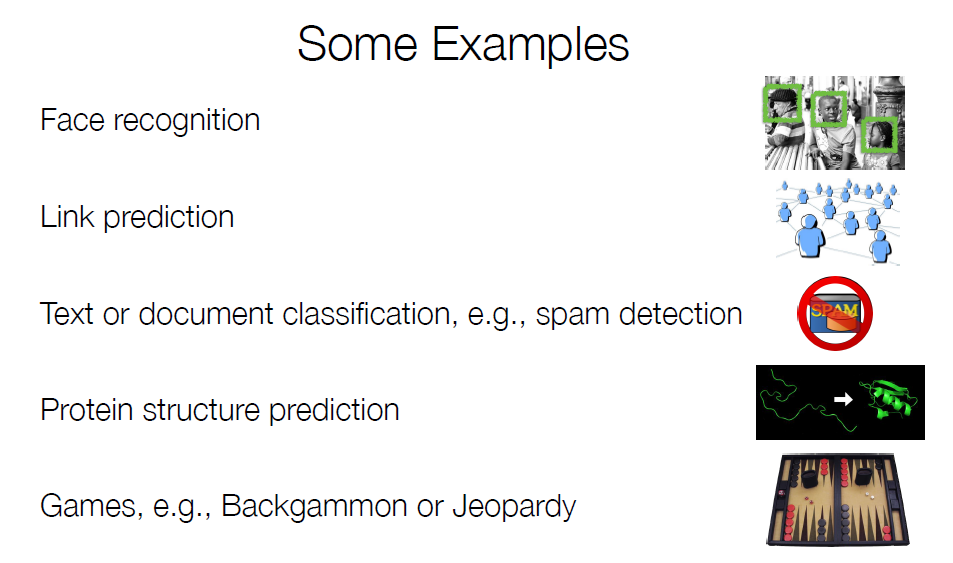 Some Examples
Face recognition
Link prediction
Text or document classification, e.g., spam detection
SPAM
Protein structure prediction
Games, e.g., Backgammon or Jeopardy